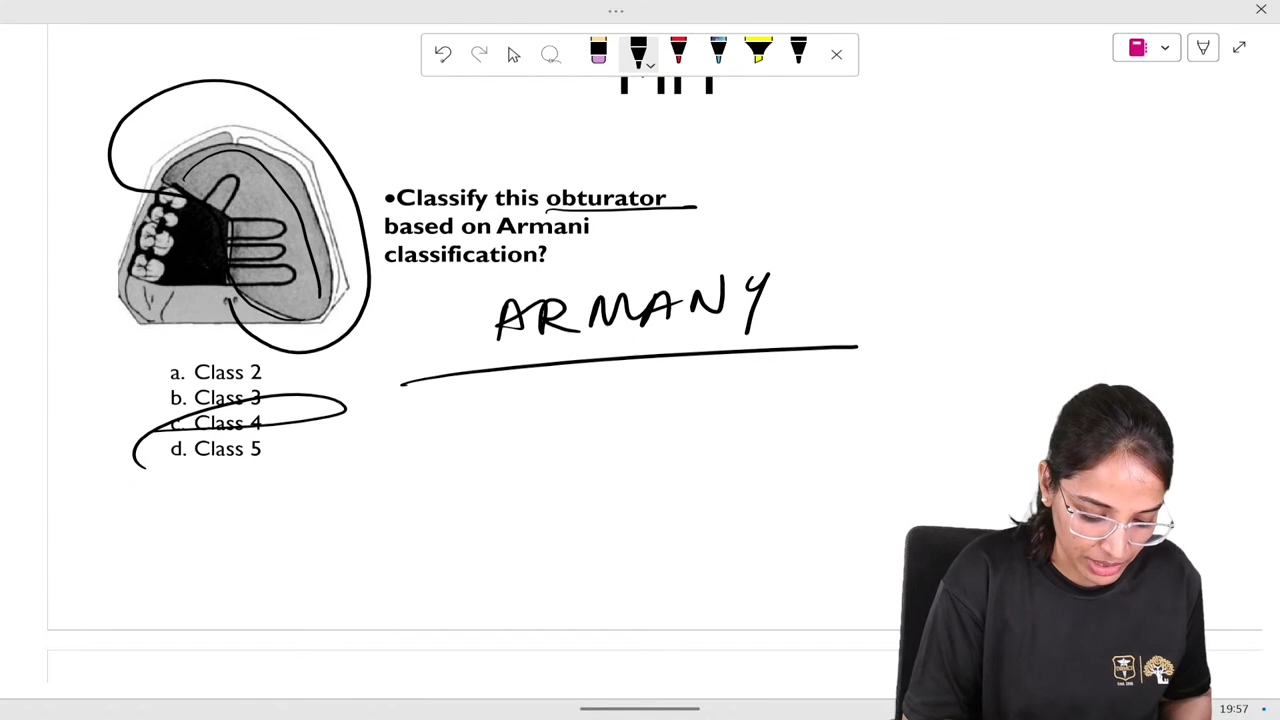 •Classify this obturator
based on Armani
classification?
ARMANY
a. Class 2
b. Class 3
c. Class 4
d. Class 5
19:57